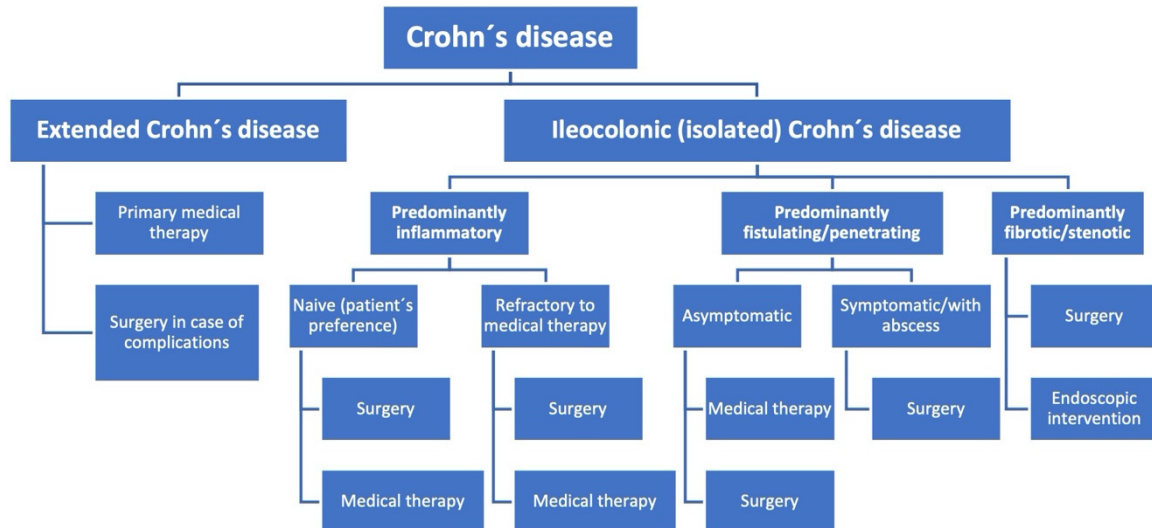 Crohn´s disease
Extended Crohn´s disease
Ileocolonic (isolated) Crohn´s disease
Primary medical
therapy
Surgery in case of
complications
Predominantly
inflammatory
Predominantly
fistulating/penetrating
Predominantly
fibrotic/stenotic
Naive (patient´s
preference)
Refractory to
medical therapy
Asymptomatic
Symptomatic/with
abscess
Surgery
Surgery
Surgery
Medical therapy
Surgery
Endoscopic
intervention
Medical therapy
Medical therapy
Surgery